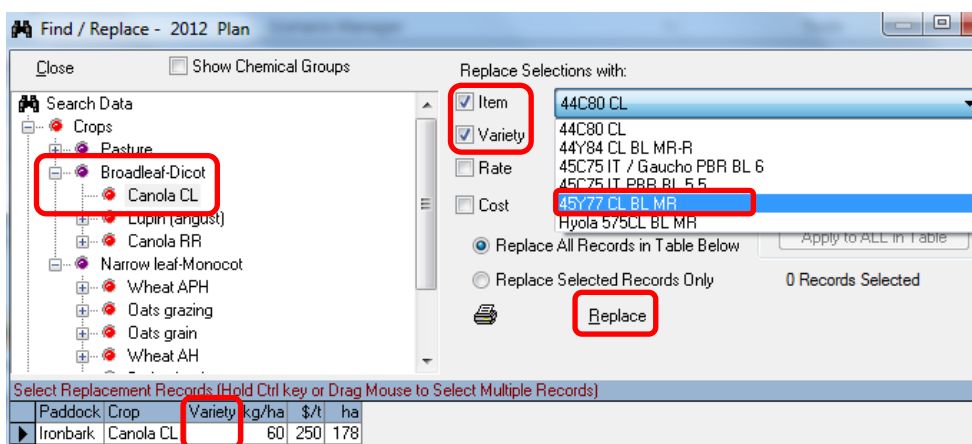 Find / Replace - 2012 Plan
Close
Show Chemical Groups
Search Data
Crops
Pasture
Broadleaf-Dicot
Canola CL
Lupin (angust)
Canola RR
Narrow leaf-Monocot
Wheat APH
Oats grazing
Oats grain
Wheat AH
Replace Selections with:
Item
44C80 CL
Variety
Rate
Cost
44C80 CL
44Y84 CL BL MR-R
45C75 IT / Gaucho PBR BL 6
45C75 IT PBR BL 5.5
45Y77 CL BL MR
Hyola 575CL BL MR
Replace All Records in Table Below
Apply to ALL in Table
Replace Selected Records Only
0 Records Selected
Replace
Select Replacement Records (Hold Ctrl key or Drag Mouse to Select Multiple Records)
Paddock Crop Variety kg/ha $/t ha
Ironbark Canola CL 60 250 178